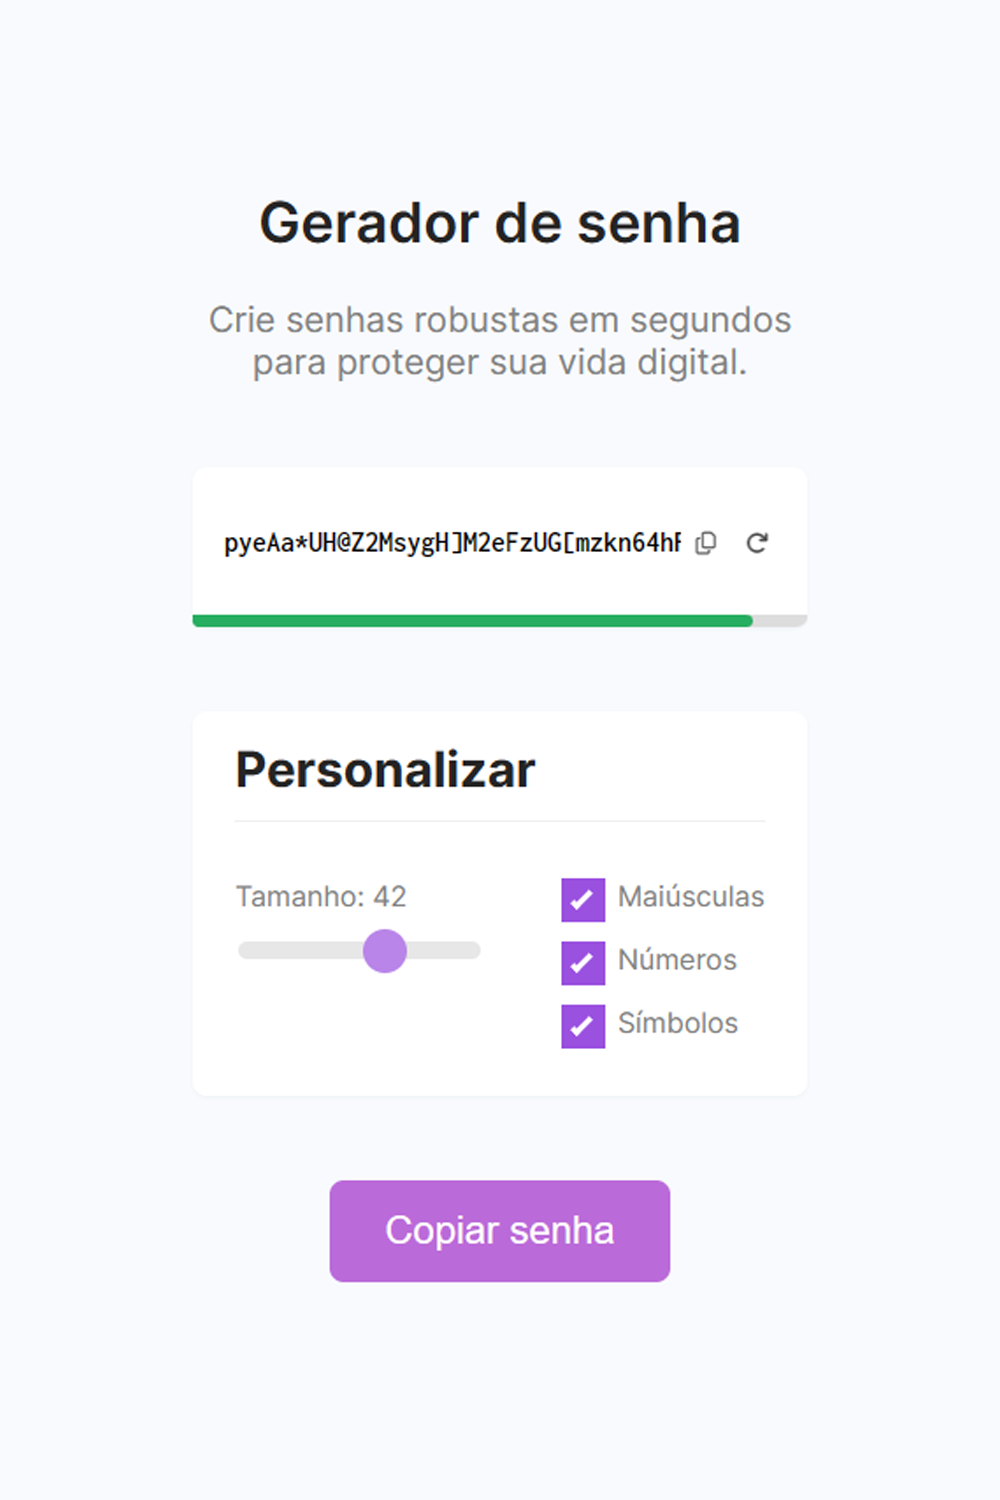 Gerador de senha
Crie senhas robustas em segundos
para proteger sua vida digital.
pyeAa*UH@Z2MsygH]M2eFzUG[mzkn64h
Personalizar
Tamanho: 42
Maiúsculas
Números
Símbolos
Copiar senha